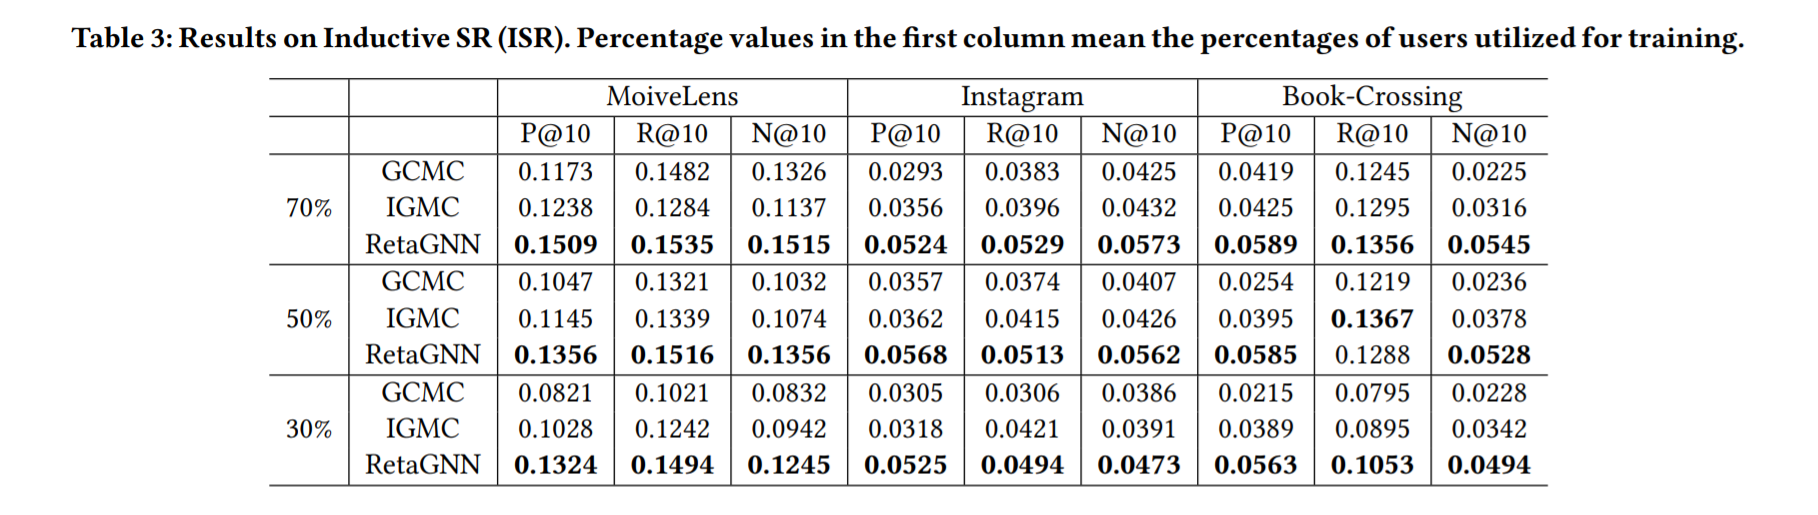 Table 3: Results on Inductive SR (ISR). Percentage values in the first column mean the percentages of users utilized for training.
MoiveLens Instagram Book-Crossing
P@10 R@10 N@10 P@10 R@10 N@10 P@10 R@10 N@10
GCMC 0.1173 0.1482 0.1326 0.0293 0.0383 0.0425 0.0419 0.1245 0.0225
70% IGMC 0.1238 0.1284 0.1137 0.0356 0.0396 0.0432 0.0425 0.1295 0.0316
RetaGNN 0.1509 0.1535 0.1515 0.0524 0.0529 0.0573 0.0589 0.1356 0.0545
GCMC 0.1047 0.1321 0.1032 0.0357 0.0374 0.0407 0.0254 0.1219 0.0236
50% IGMC 0.1145 0.1339 0.1074 0.0362 0.0415 0.0426 0.0395 0.1367 0.0378
RetaGNN 0.1356 0.1516 0.1356 0.0568 0.0513 0.0562 0.0585 0.1288 0.0528
GCMC 0.0821 0.1021 0.0832 0.0305 0.0306 0.0386 0.0215 0.0795 0.0228
30% IGMC 0.1028 0.1242 0.0942 0.0318 0.0421 0.0391 0.0389 0.0895 0.0342
RetaGNN 0.1324 0.1494 0.1245 0.0525 0.0494 0.0473 0.0563 0.1053 0.0494